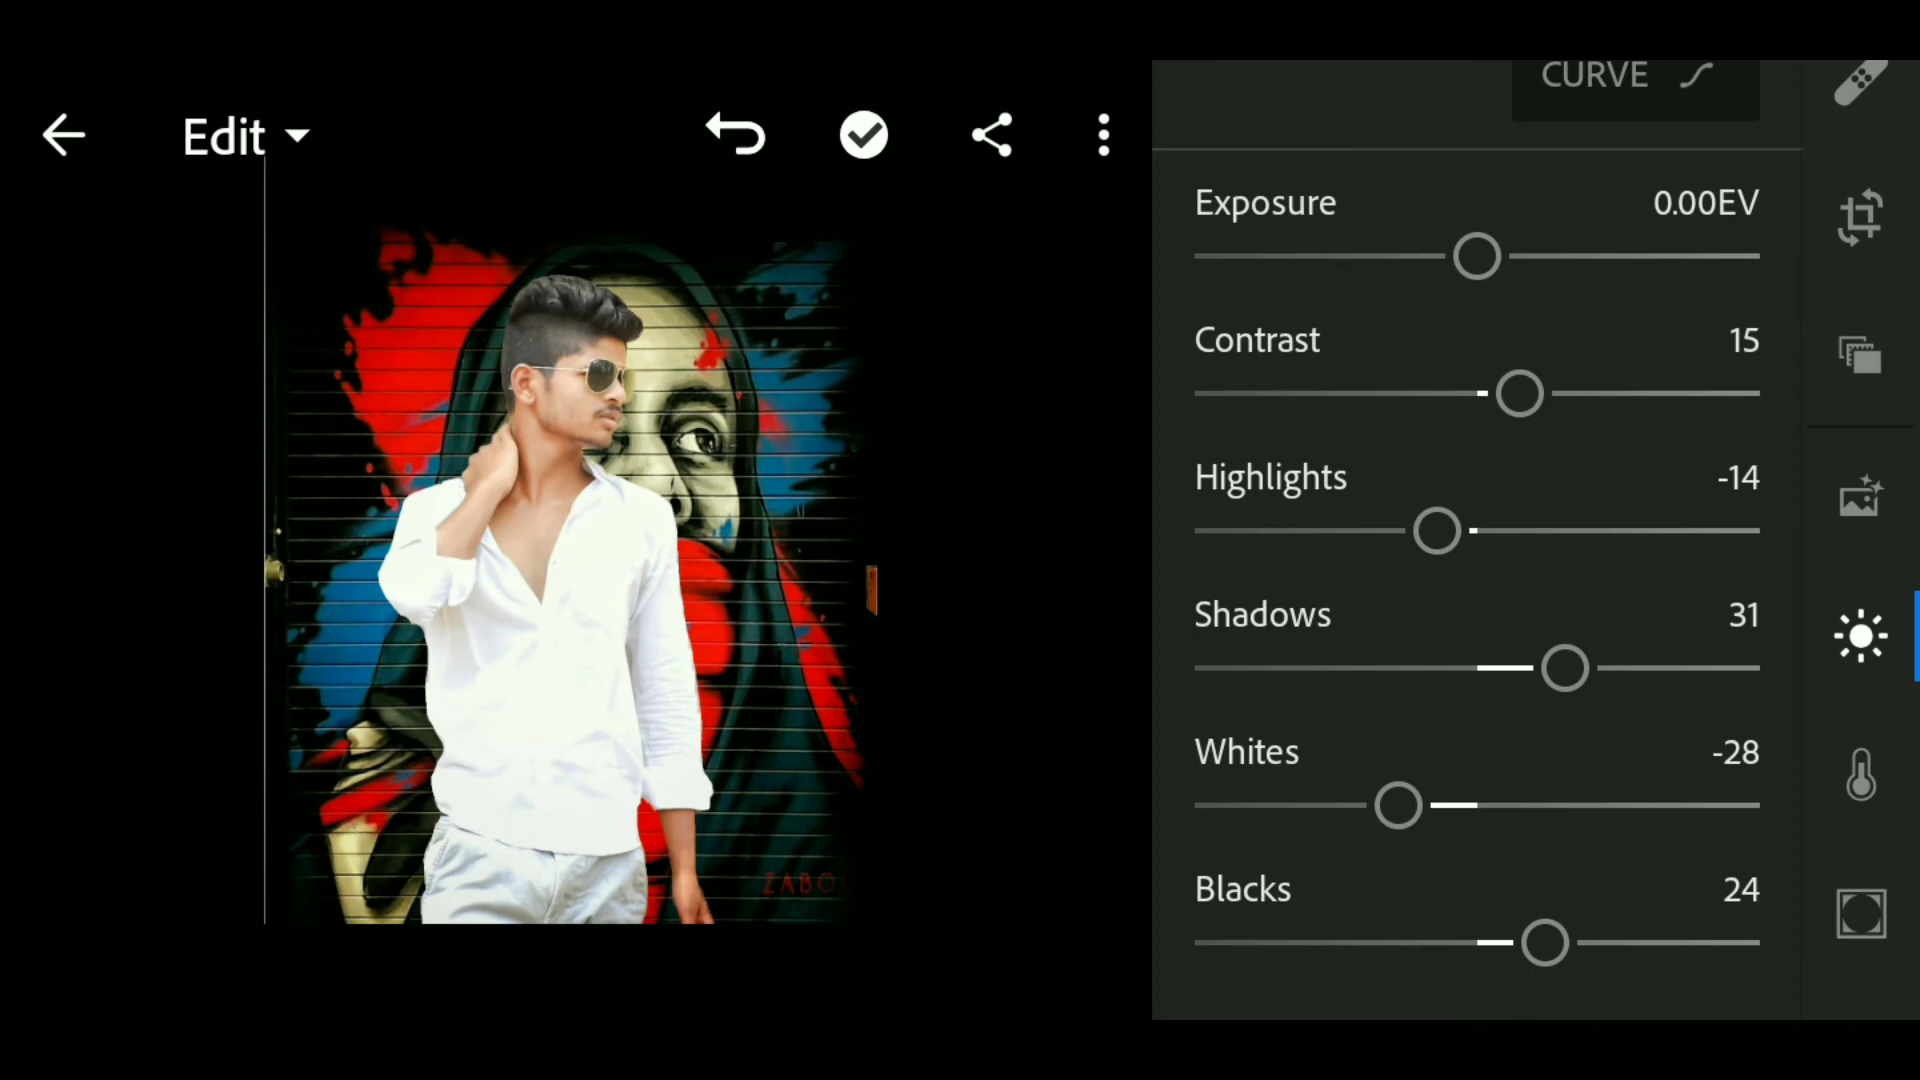 Edit
CURVE
Exposure 0.00EV
Contrast 15
Highlights -14
Shadows 31
Whites -28
Blacks 24